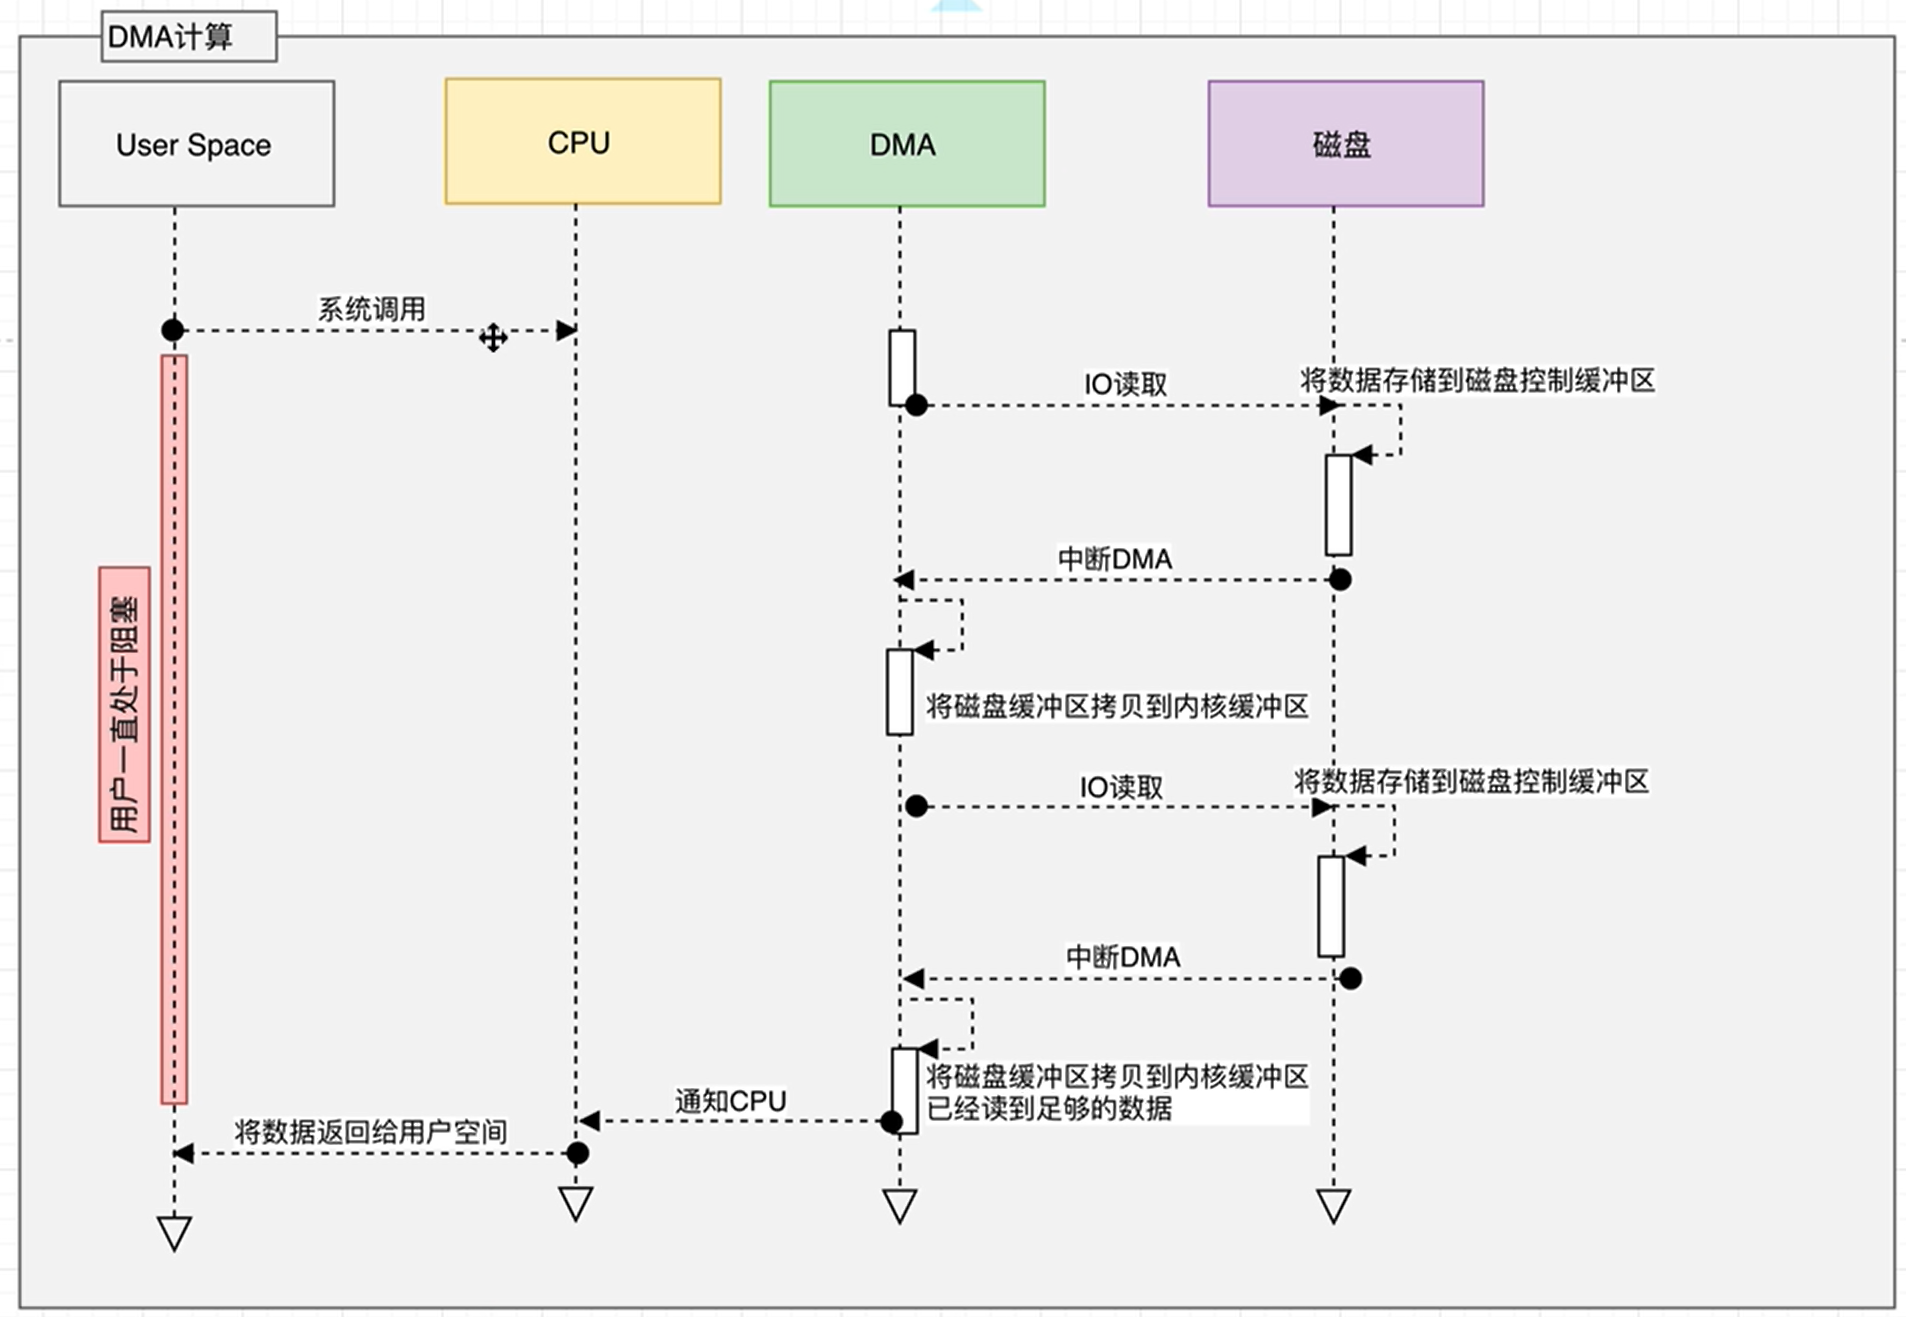 DMA计算
User Space
CPU
DMA
磁盘
系统调用
IO读取
将数据存储到磁盘控制缓冲区
中断DMA
将磁盘缓冲区拷贝到内核缓冲区
用户一直处于阻塞
IO读取
将数据存储到磁盘控制缓冲区
中断DMA
将磁盘缓冲区拷贝到内核缓冲区
已经读到足够的数据
通知CPU
将数据返回给用户空间